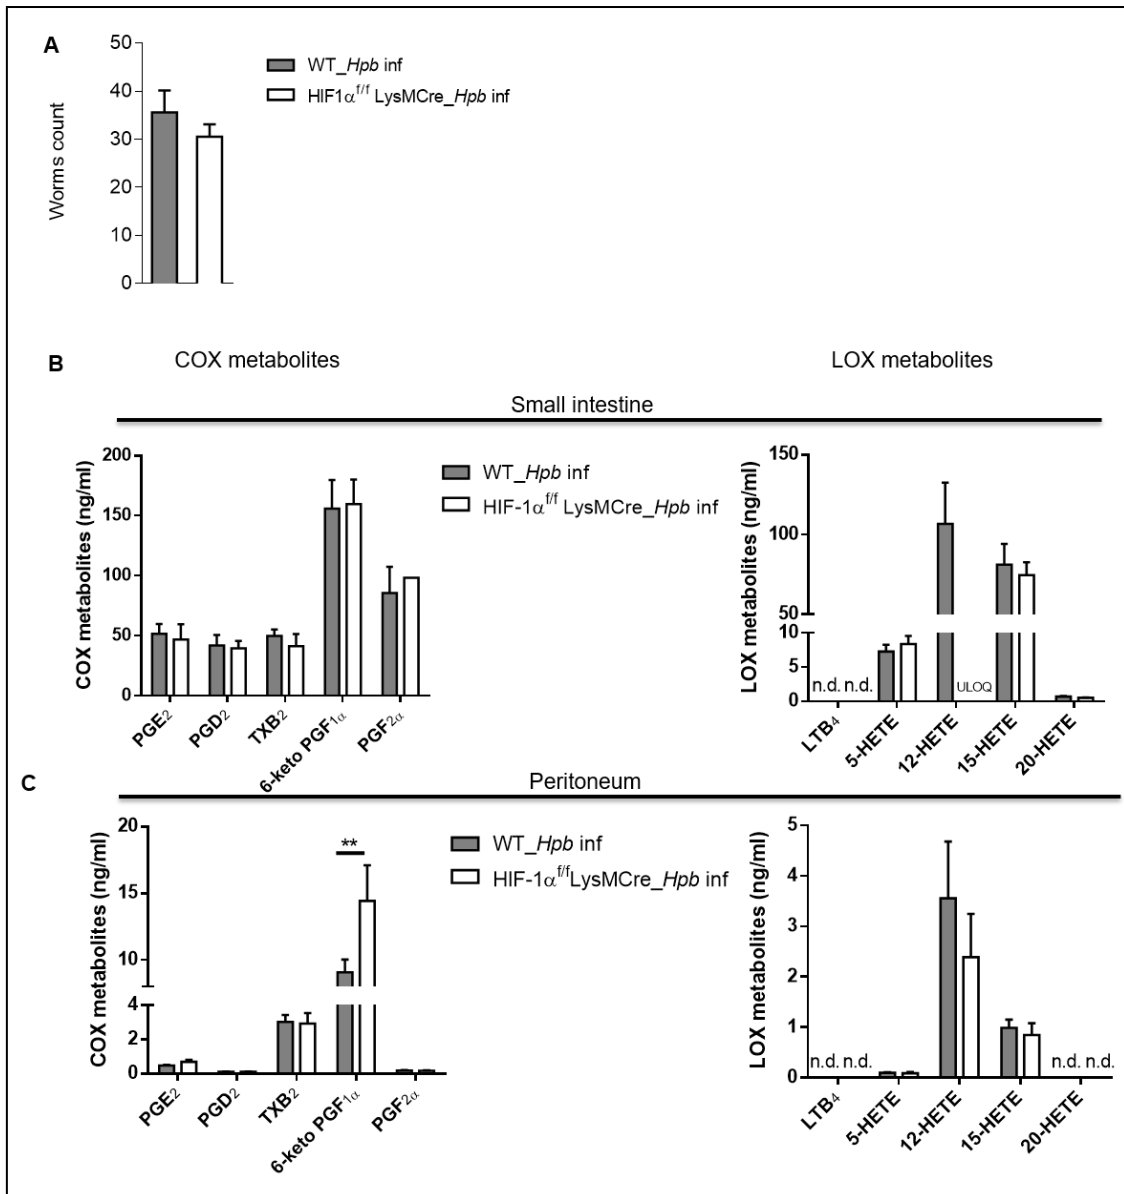 A
50
40
30
20
10
0
Worms count
WT_Hpb inf
HIF1α^f/f LysMCre_Hpb inf
B
COX metabolites
LOX metabolites
Small intestine
COX metabolites (ng/ml)
200
150
100
50
0
PGE₂
PGD₂
TXB₂
6-keto PGF₁α
PGF₂α
WT_Hpb inf
HIF-1α^f/f LysMCre_Hpb inf
LOX metabolites (ng/ml)
150
100
50
10
5
0
n.d. n.d.
ULOQ
LTB₄
5-HETE
12-HETE
15-HETE
20-HETE
C
Peritoneum
COX metabolites (ng/ml)
20
15
10
4
2
0
**
PGE₂
PGD₂
TXB₂
6-keto PGF₁α
PGF₂α
WT_Hpb inf
HIF-1α^f/fLysMCre_Hpb inf
LOX metabolites (ng/ml)
5
4
3
2
1
0
n.d. n.d.
n.d. n.d.
LTB₄
5-HETE
12-HETE
15-HETE
20-HETE